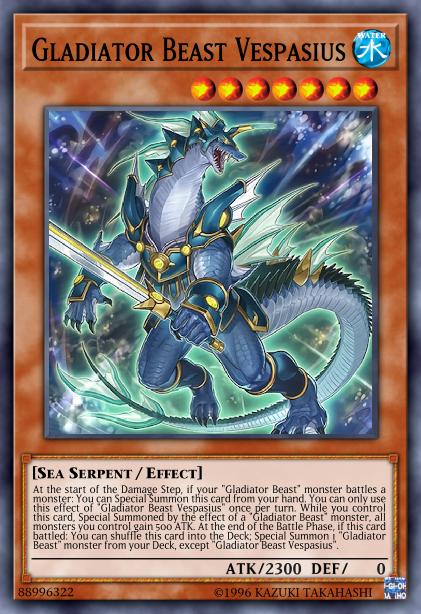 GLADIATOR BEAST VESPASIUS
WATER
水
[SEA SERPENT / EFFECT]
At the start of the Damage Step, if your "Gladiator Beast" monster battles a
monster: You can Special Summon this card from your hand. You can only use
this effect of "Gladiator Beast Vespasius" once per turn. While you
control this card, Special Summoned by the effect of a "Gladiator Beast" monster, all
monsters you control gain 500 ATK. At the end of the Battle Phase, if this card
battled: You can shuffle this card into the Deck; Special Summon 1 "Gladiator
Beast" monster from your Deck, except "Gladiator Beast Vespasius".
ATK/2300 DEF/ 0
88996322
©1996 KAZUKI TAKAHASHI